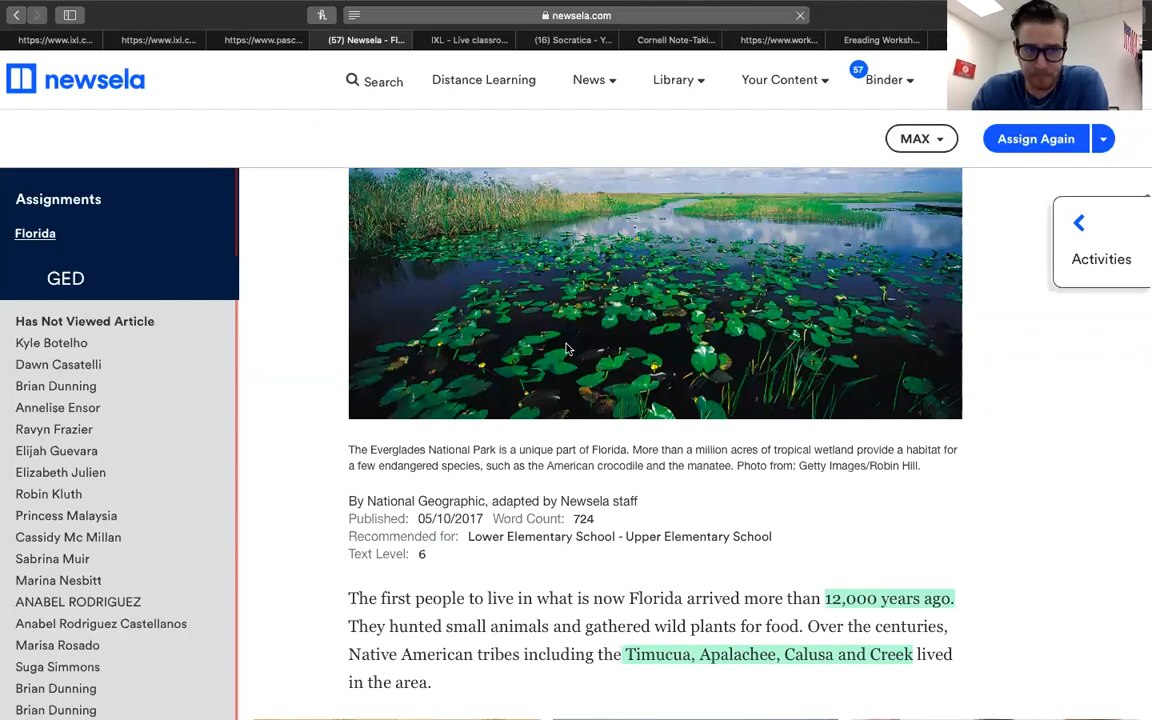 newsela.com
https://www.ixl.c...
https://www.ixl.c...
https://www.pasc...
(57) Newsela - Fl...
IXL - Live classro...
(16) Socratica - Y...
Cornell Note-Taki...
https://www.work...
Ereading Worksh...
newsela
Search
Distance Learning
News
Library
Your Content
57
Binder
MAX
Assign Again
Assignments
Florida
GED
Has Not Viewed Article
Kyle Botelho
Dawn Casatelli
Brian Dunning
Annelise Ensor
Ravyn Frazier
Elijah Guevara
Elizabeth Julien
Robin Kluth
Princess Malaysia
Cassidy Mc Millan
Sabrina Muir
Marina Nesbitt
ANABEL RODRIGUEZ
Anabel Rodriguez Castellanos
Marisa Rosado
Suga Simmons
Brian Dunning
Brian Dunning
Activities
The Everglades National Park is a unique part of Florida. More than a million acres of tropical wetland provide a habitat for
a few endangered species, such as the American crocodile and the manatee. Photo from: Getty Images/Robin Hill.
By National Geographic, adapted by Newsela staff
Published: 05/10/2017 Word Count: 724
Recommended for: Lower Elementary School - Upper Elementary School
Text Level: 6
The first people to live in what is now Florida arrived more than 12,000 years ago.
They hunted small animals and gathered wild plants for food. Over the centuries,
Native American tribes including the Timucua, Apalachee, Calusa and Creek lived
in the area.